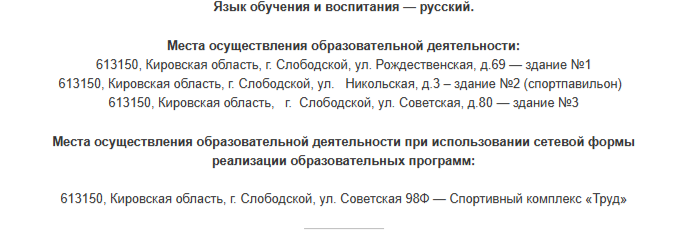 Язык обучения и воспитания — русский.
Места осуществления образовательной деятельности:
613150, Кировская область, г. Слободской, ул. Рождественская, д.69 — здание №1
613150, Кировская область, г. Слободской, ул. Никольская, д.3 – здание №2 (спортпавильон)
613150, Кировская область, г. Слободской, ул. Советская, д.80 — здание №3
Места осуществления образовательной деятельности при использовании сетевой формы
реализации образовательных программ:
613150, Кировская область, г. Слободской, ул. Советская 98Ф — Спортивный комплекс «Труд»